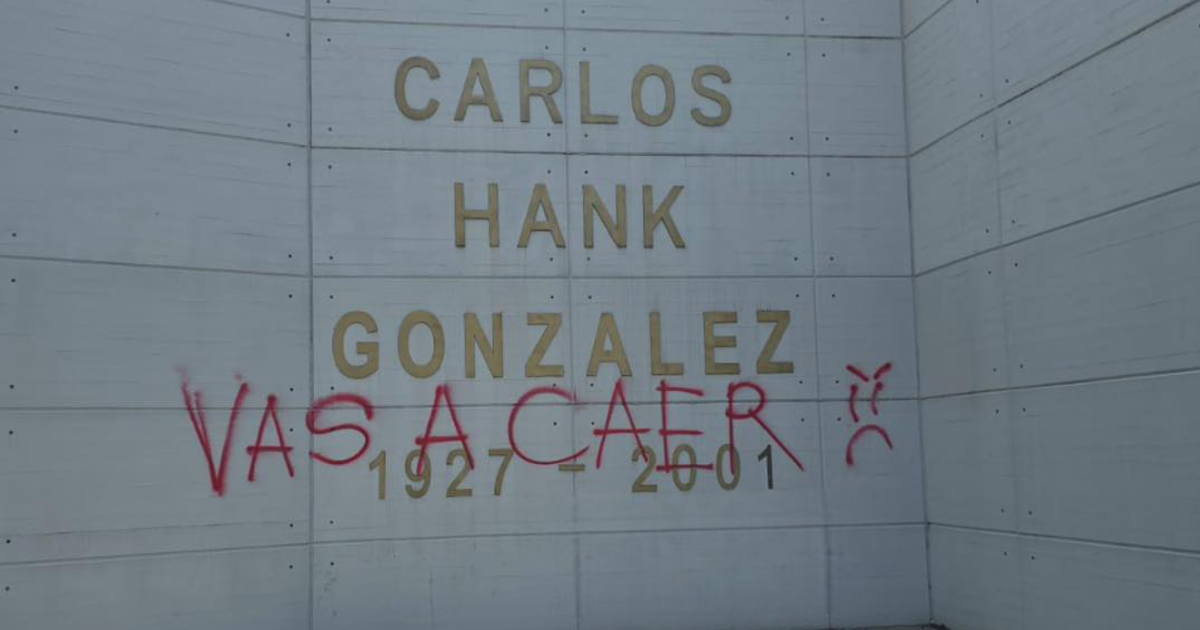 CARLOS
HANK
GONZALEZ
VAS A CAER
1927 - 2001